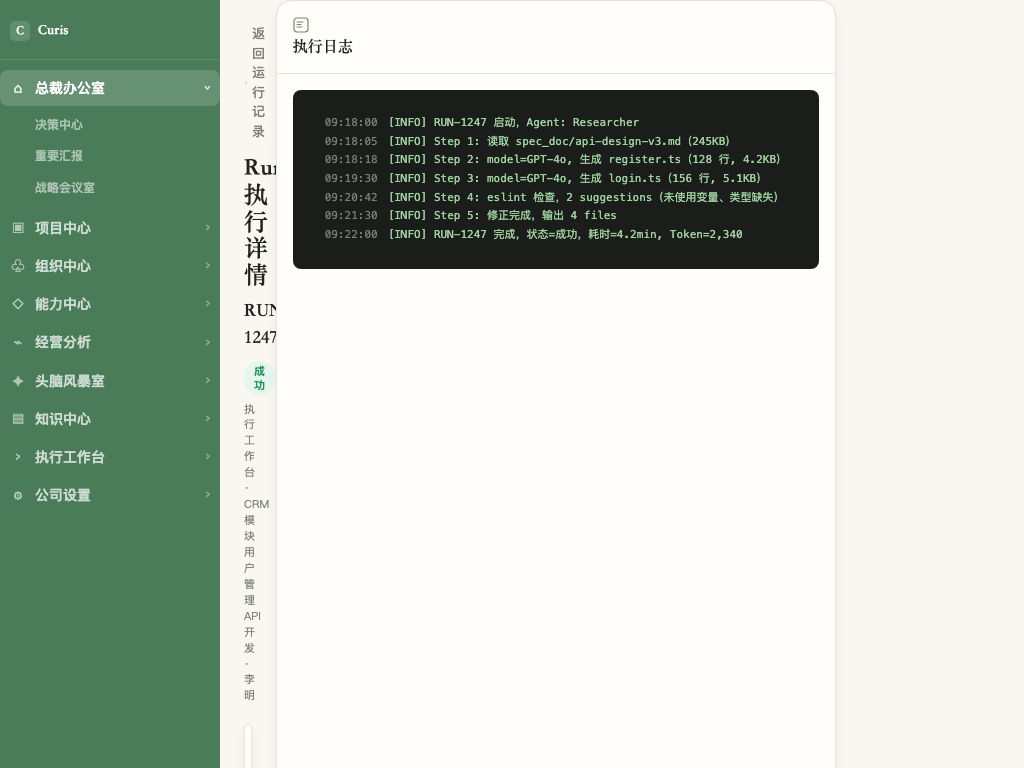 C Curis
总裁办公室
决策中心
重要汇报
战略会议室
项目中心
组织中心
能力中心
经营分析
头脑风暴室
知识中心
执行工作台
公司设置
返
回
运
行
记
录
Run
执
行
详
情
RUN
1247
成
功
执
行
工
作
台
·
CRM
模
块
用
户
管
理
API
开
发
·
李
明
执行日志
09:18:00 [INFO] RUN-1247 启动, Agent: Researcher
09:18:05 [INFO] Step 1: 读取 spec_doc/api-design-v3.md (245KB)
09:18:18 [INFO] Step 2: model=GPT-4o, 生成 register.ts (128 行, 4.2KB)
09:19:30 [INFO] Step 3: model=GPT-4o, 生成 login.ts (156 行, 5.1KB)
09:20:42 [INFO] Step 4: eslint 检查, 2 suggestions (未使用变量、类型缺失)
09:21:30 [INFO] Step 5: 修正完成, 输出 4 files
09:22:00 [INFO] RUN-1247 完成, 状态=成功, 耗时=4.2min, Token=2,340